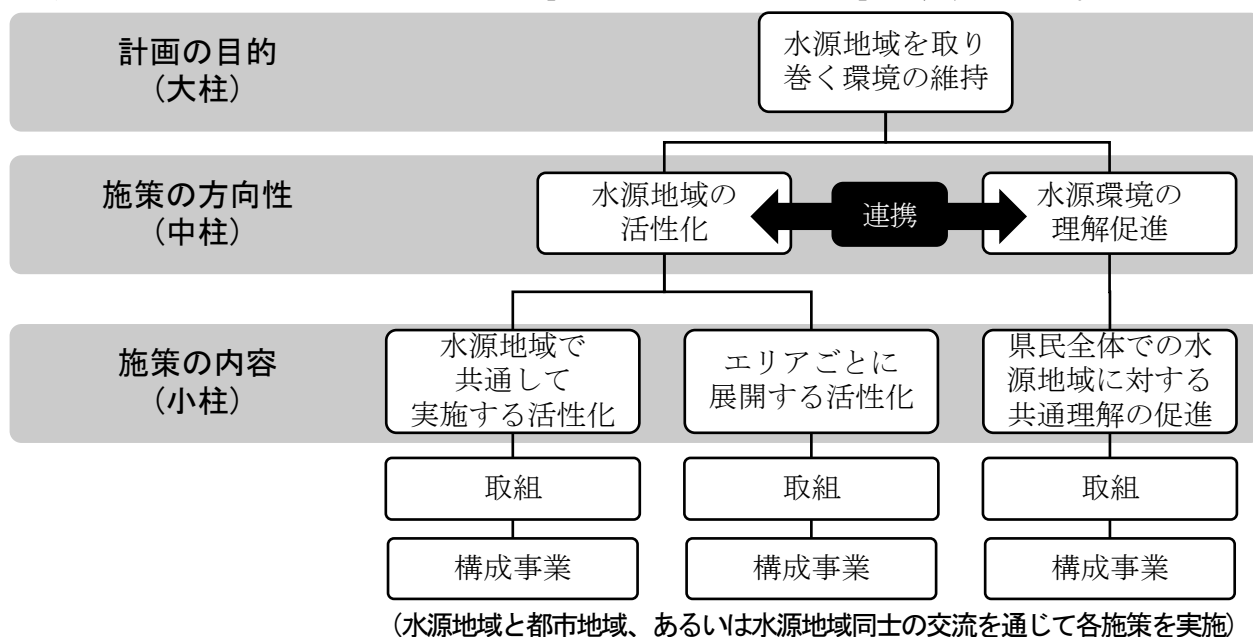 計画の目的
（大柱）
水源地域を取り
巻く環境の維持
施策の方向性
（中柱）
水源地域の
活性化
連携
水源環境の
理解促進
施策の内容
（小柱）
水源地域で
共通して
実施する活性化
エリアごとに
展開する活性化
県民全体での水
源地域に対する
共通理解の促進
取組
取組
取組
構成事業
構成事業
構成事業
（水源地域と都市地域、あるいは水源地域同士の交流を通じて各施策を実施）